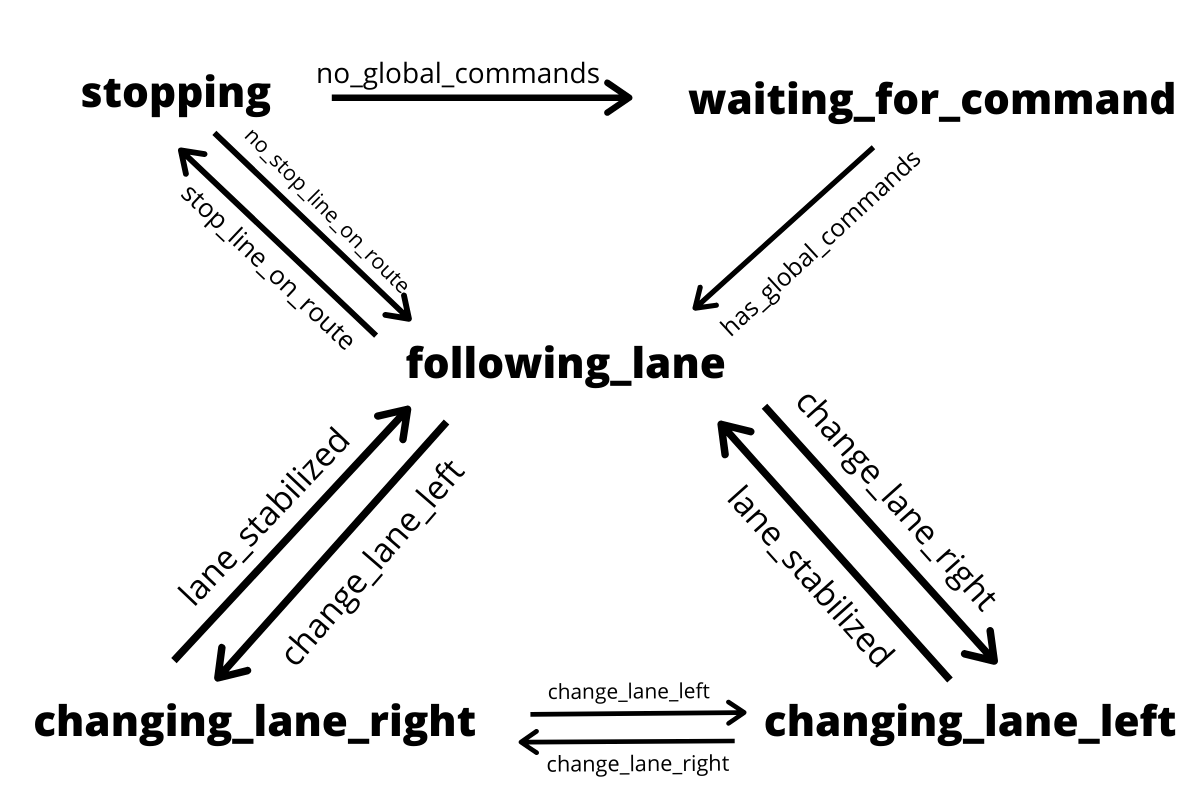 no_global_commands
stopping
waiting_for_command
no_stop_line_on_route
stop_line_on_route
has_global_commands
following_lane
lane_stabilized
change_lane_left
change_lane_right
lane_stabilized
changing_lane_right
change_lane_left
changing_lane_left
change_lane_right